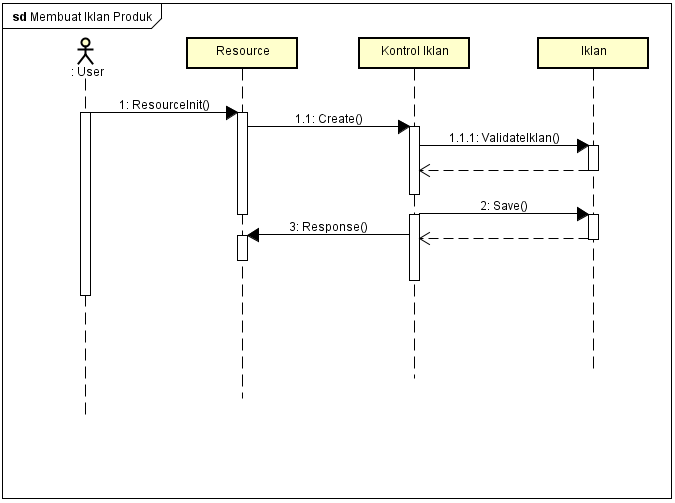 sd Membuat Iklan Produk
: User
Resource
Kontrol Iklan
Iklan
1: ResourceInit()
1.1: Create()
1.1.1: ValidateIklan()
2: Save()
3: Response()